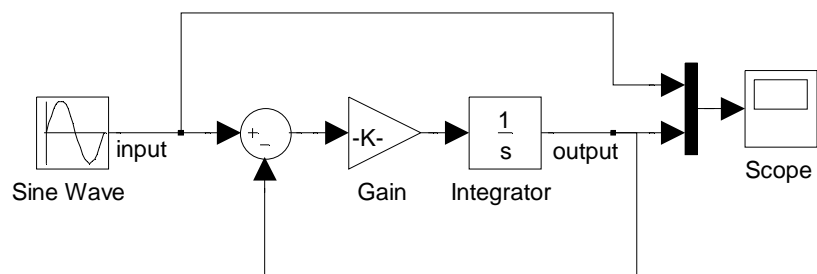 input
Sine Wave
+
-
-K-
Gain
1
s
Integrator
output
Scope